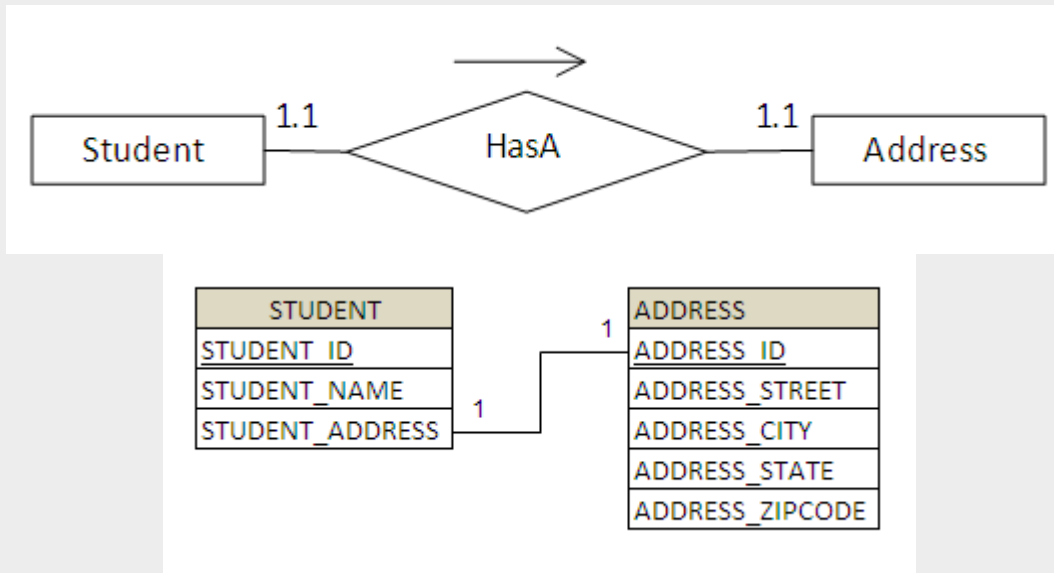 1.1 1.1
Student HasA Address
STUDENT
STUDENT_ID
STUDENT_NAME
STUDENT_ADDRESS
1
1
ADDRESS
ADDRESS_ID
ADDRESS_STREET
ADDRESS_CITY
ADDRESS_STATE
ADDRESS_ZIPCODE